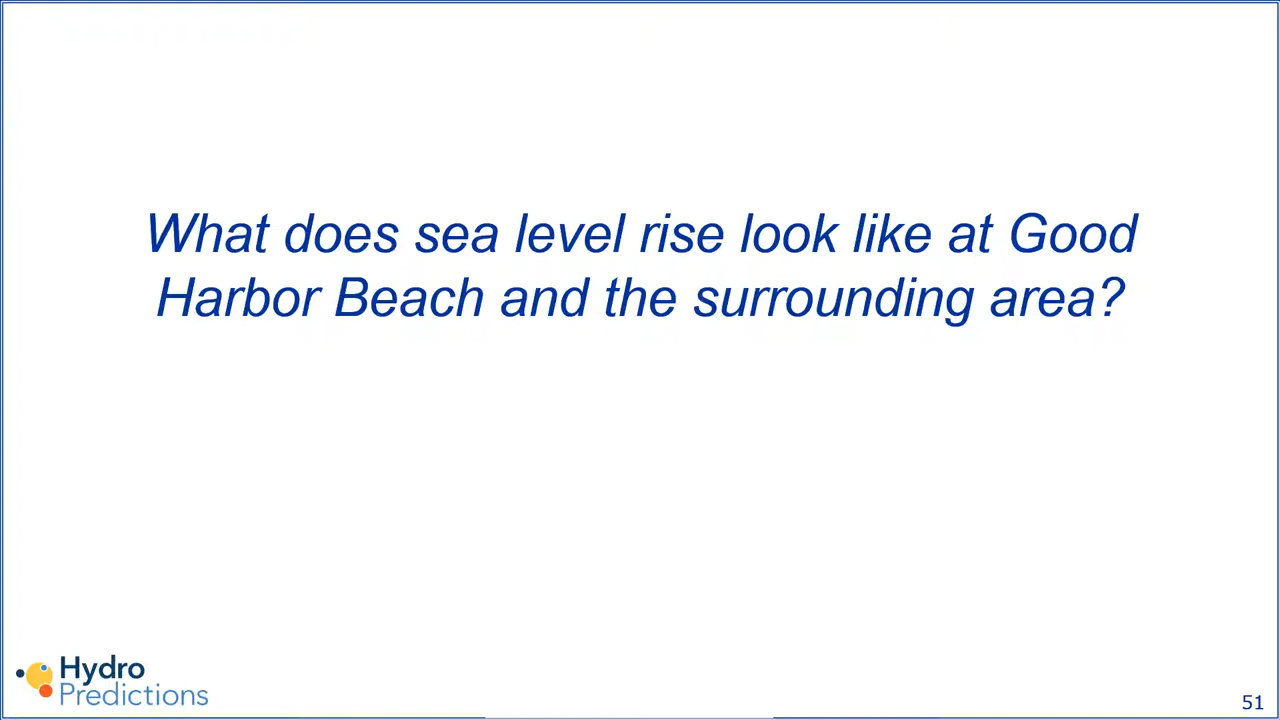 What does sea level rise look like at Good
Harbor Beach and the surrounding area?
Hydro
Predictions
51